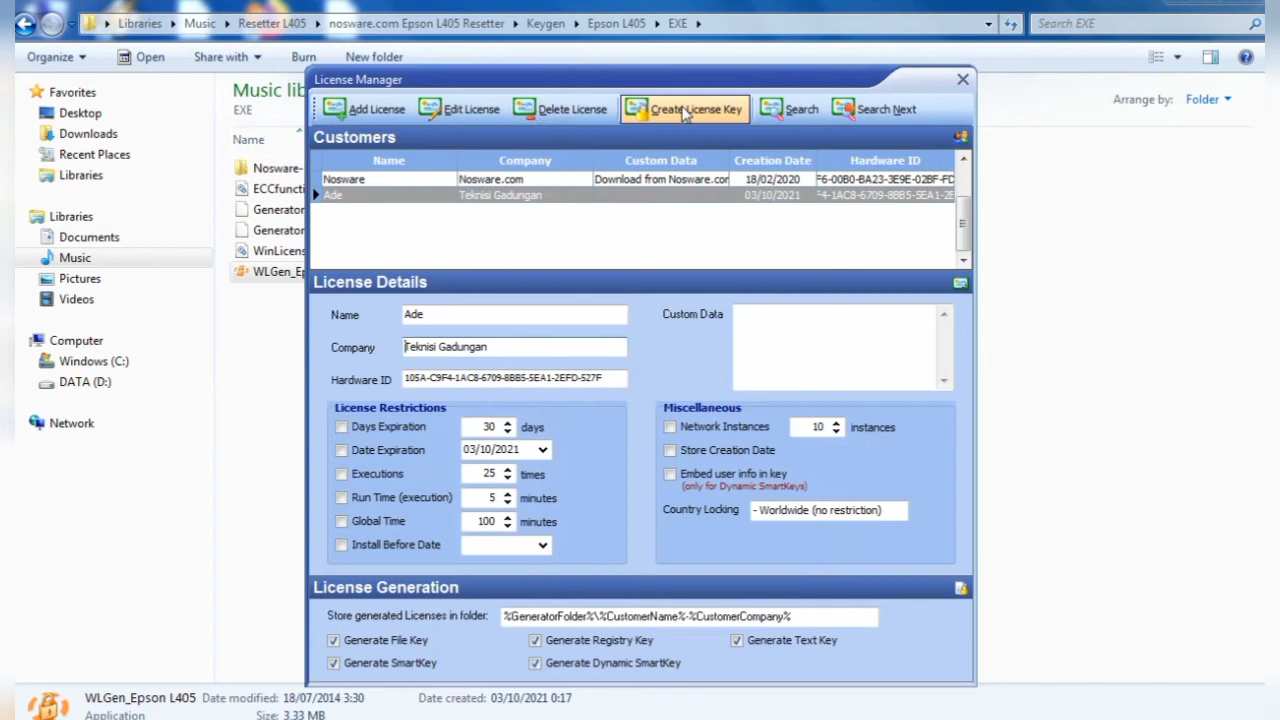 Libraries Music Resetter L405 nosware.com Epson L405 Resetter Keygen Epson L405 EXE Search EXE
Organize Open Share with Burn New folder
Favorites
Desktop
Downloads
Recent Places
Libraries
Libraries
Documents
Music
Pictures
Videos
Computer
Windows (C:)
DATA (D:)
Network
Music lib
EXE
Arrange by: Folder
Name
Nosware-
ECCfuncti
Generator
Generator
WinLicens
WLGen_Ep
License Manager
Add License Edit License Delete License Create License Key Search Search Next
Customers
Name Company Custom Data Creation Date Hardware ID
Nosware Nosware.com Download from Nosware.cor 18/02/2020 F6-00B0-BA23-3E9E-02BF-FD
Ade Teknisi Gadungan 03/10/2021 F4-1AC8-6709-8BB5-5EA1-2E
License Details
Name Ade
Custom Data
Company Teknisi Gadungan
Hardware ID 105A-C9F4-1AC8-6709-8BB5-5EA1-2EFD-527F
License Restrictions
Days Expiration 30 days
Date Expiration 03/10/2021
Executions 25 times
Run Time (execution) 5 minutes
Global Time 100 minutes
Install Before Date
Miscellaneous
Network Instances 10 instances
Store Creation Date
Embed user info in key
(only for Dynamic SmartKeys)
Country Locking - Worldwide (no restriction)
License Generation
Store generated Licenses in folder: %GeneratorFolder%\%CustomerName%-%CustomerCompany%
Generate File Key Generate Registry Key Generate Text Key
Generate SmartKey Generate Dynamic SmartKey
WLGen_Epson L405 Date modified: 18/07/2014 3:30 Date created: 03/10/2021 0:17
Application Size: 3.33 MB